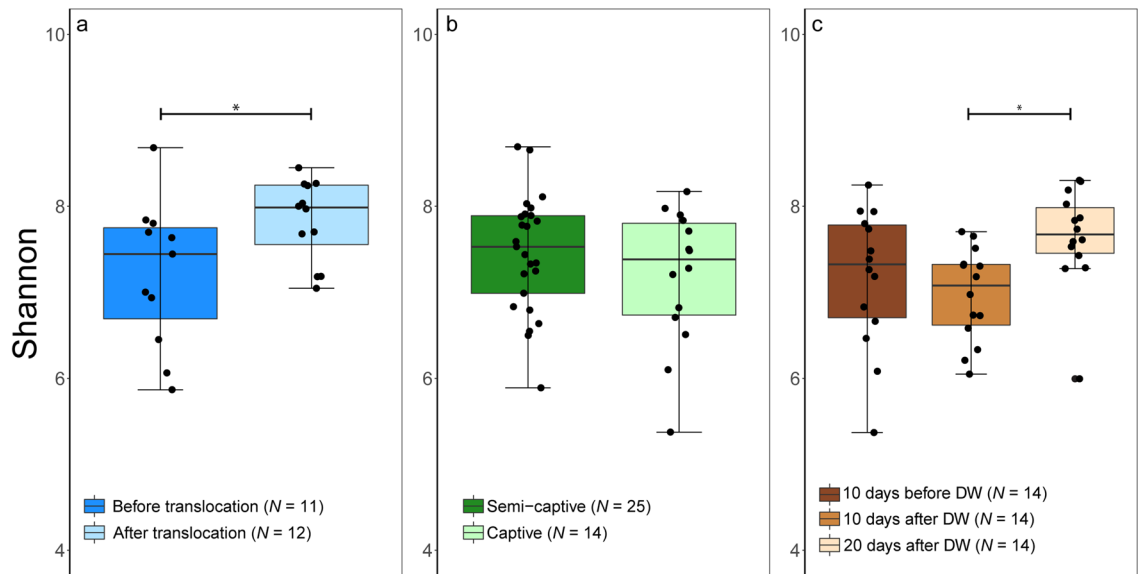 a
b
c
10
10
10
*
*
8
8
8
Shannon
6
6
6
Before translocation (N = 11)
After translocation (N = 12)
Semi−captive (N = 25)
Captive (N = 14)
10 days before DW (N = 14)
10 days after DW (N = 14)
20 days after DW (N = 14)
4
4
4